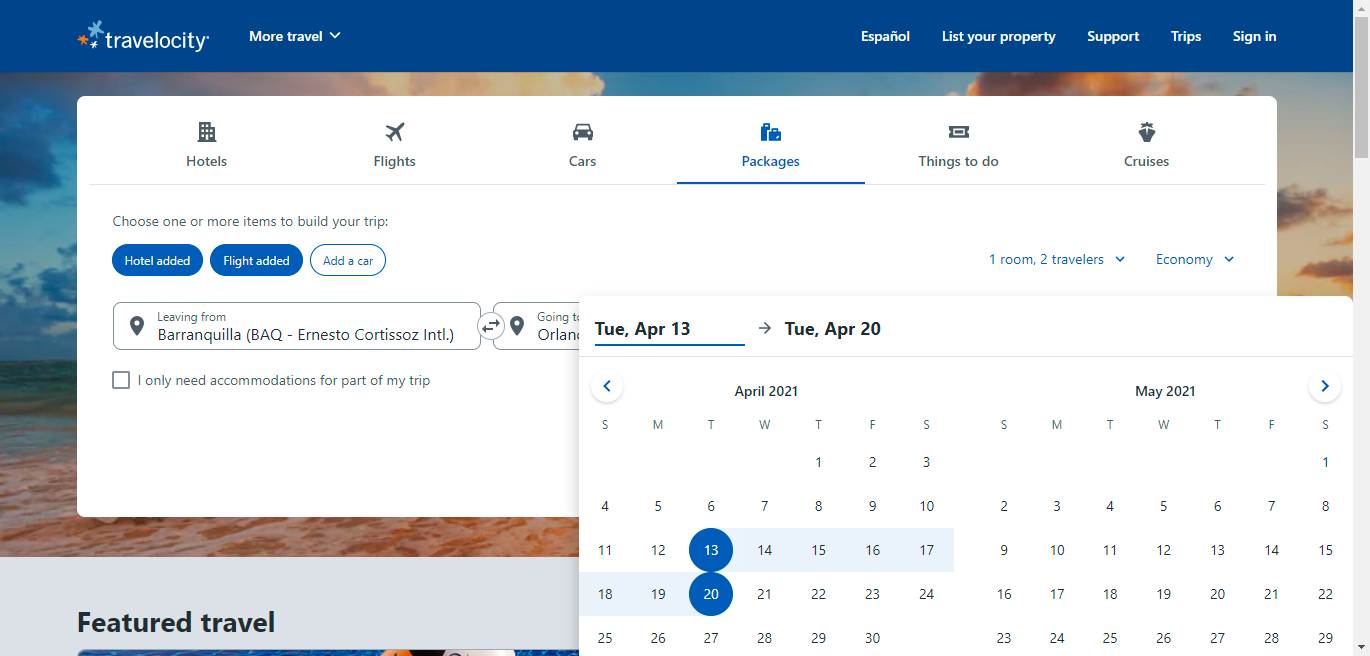 travelocity
More travel
Español
List your property
Support
Trips
Sign in
Hotels
Flights
Cars
Packages
Things to do
Cruises
Choose one or more items to build your trip:
Hotel added
Flight added
Add a car
1 room, 2 travelers
Economy
Leaving from
Barranquilla (BAQ - Ernesto Cortissoz Intl.)
Going to
Orlan
I only need accommodations for part of my trip
Tue, Apr 13
Tue, Apr 20
April 2021
S M T W T F S
1 2 3
4 5 6 7 8 9 10
11 12 13 14 15 16 17
18 19 20 21 22 23 24
25 26 27 28 29 30
May 2021
S M T W T F S
1
2 3 4 5 6 7 8
9 10 11 12 13 14 15
16 17 18 19 20 21 22
23 24 25 26 27 28 29
Featured travel